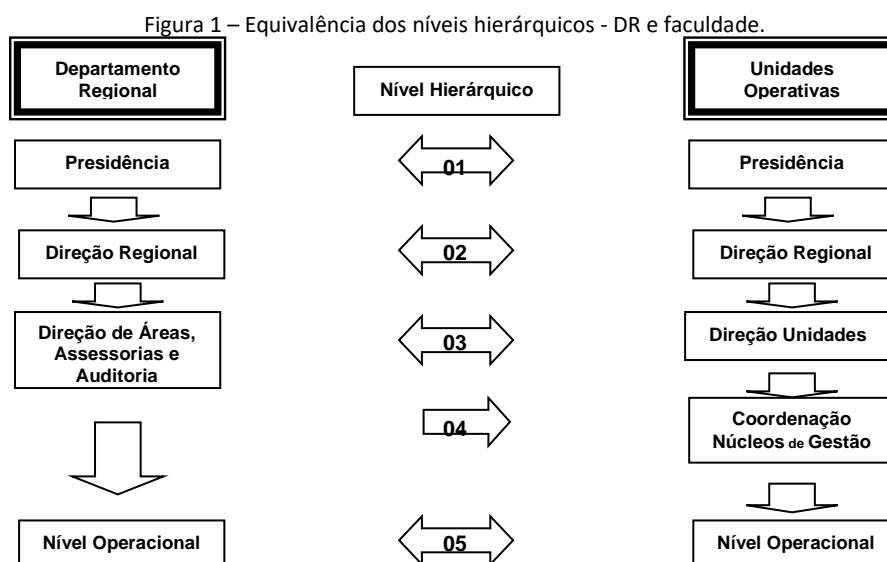 Figura 1 – Equivalência dos níveis hierárquicos - DR e faculdade.
Departamento
Regional
Nível Hierárquico
Unidades
Operativas
Presidência
01
Presidência
Direção Regional
02
Direção Regional
Direção de Áreas,
Assessorias e
Auditoria
03
Direção Unidades
04
Coordenação
Núcleos de Gestão
Nível Operacional
05
Nível Operacional